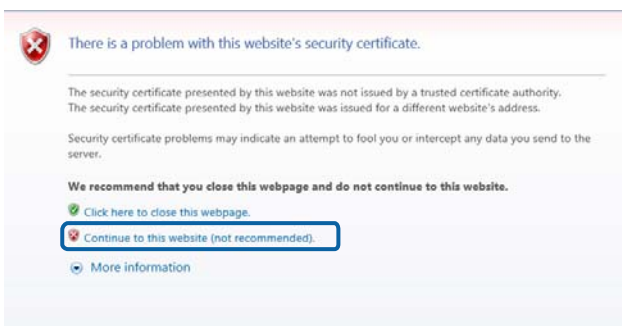 There is a problem with this website's security certificate.
The security certificate presented by this website was not issued by a trusted certificate authority.
The security certificate presented by this website was issued for a different website's address.
Security certificate problems may indicate an attempt to fool you or intercept any data you send to the
server.
We recommend that you close this webpage and do not continue to this website.
Click here to close this webpage.
Continue to this website (not recommended).
More information